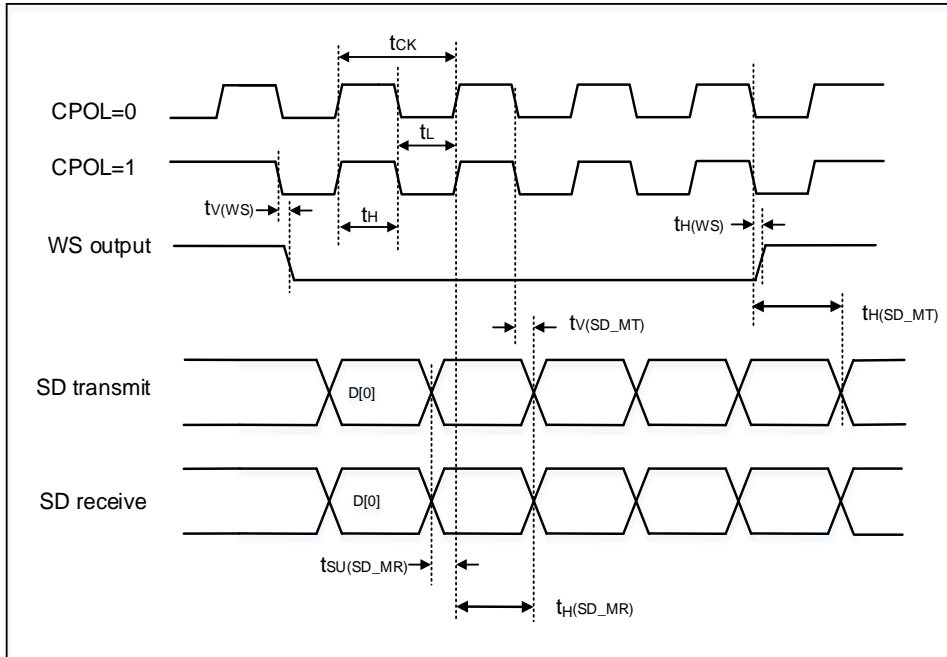 tCK
CPOL=0
tL
CPOL=1
tV(WS)
tH
tH(WS)
WS output
tH(SD_MT)
tV(SD_MT)
SD transmit
D[0]
SD receive
D[0]
tSU(SD_MR)
tH(SD_MR)